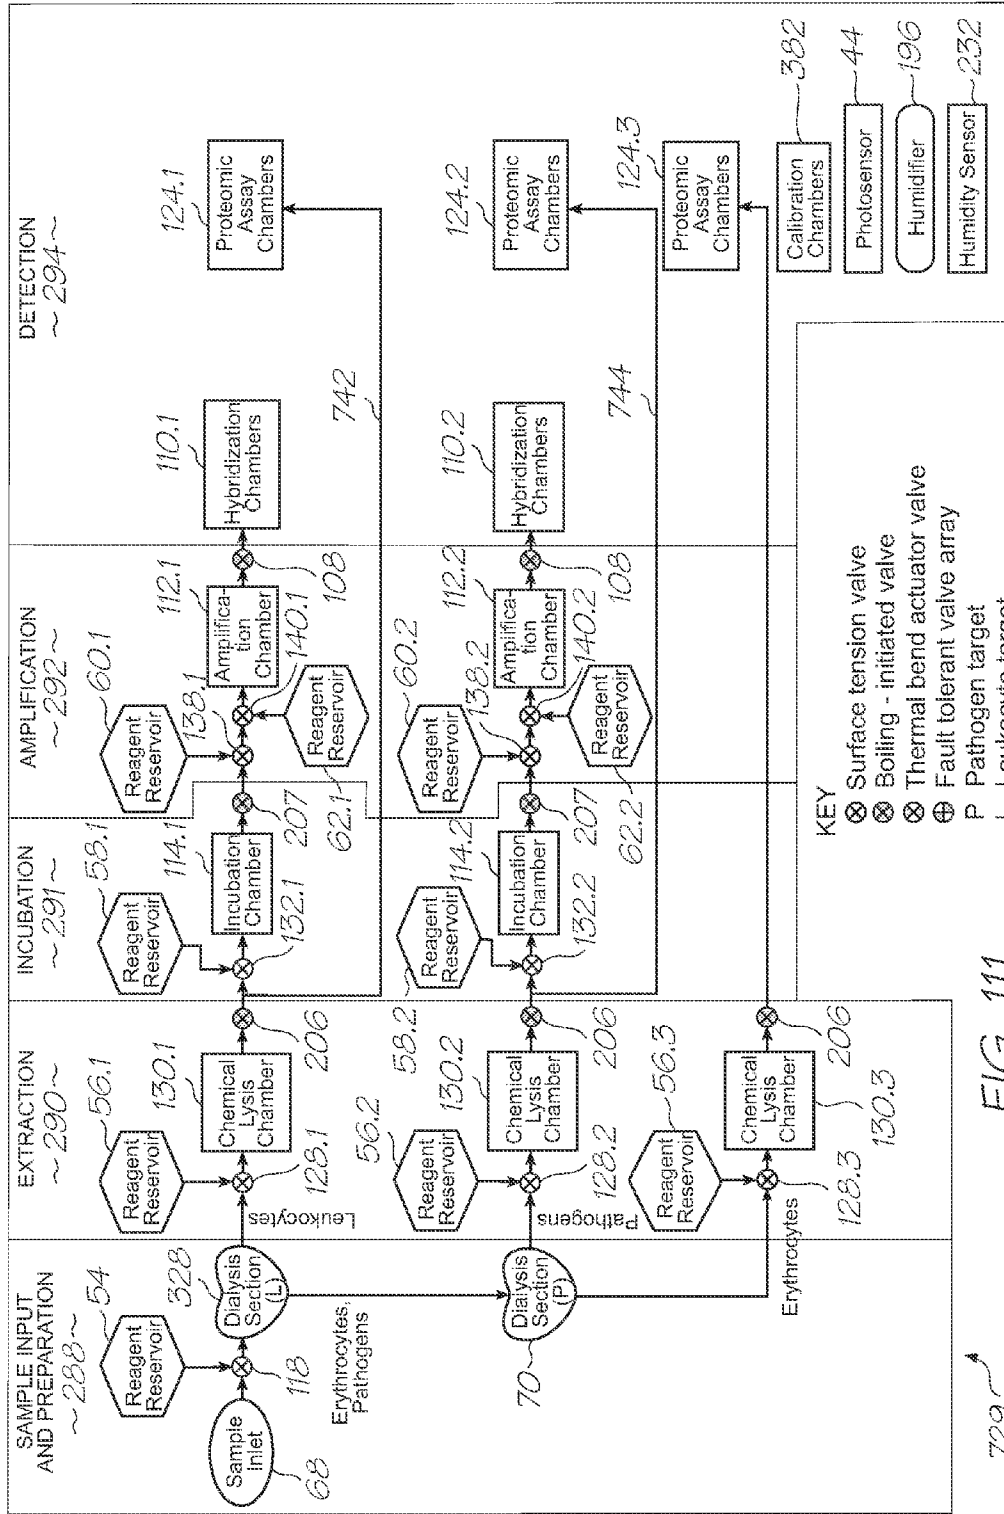 SAMPLE INPUT
AND PREPARATION
~288~
EXTRACTION
~290~
INCUBATION
~291~
AMPLIFICATION
~292~
DETECTION
~294~
54
Reagent
Reservoir
Sample
Inlet
68
118
328
Dialysis
Section
(L)
Erythrocytes,
Pathogens
56.1
Reagent
Reservoir
Leukocytes
128.1
130.1
Chemical
Lysis
Chamber
206
58.1
Reagent
Reservoir
132.1
114.1
Incubation
Chamber
207
60.1
Reagent
Reservoir
138.1
62.1
Reagent
Reservoir
140.1
112.1
Amplifica-
tion
Chamber
108
110.1
Hybridization
Chambers
742
124.1
Proteomic
Assay
Chambers
70
Dialysis
Section
(P)
56.2
Reagent
Reservoir
Pathogens
128.2
130.2
Chemical
Lysis
Chamber
206
58.2
Reagent
Reservoir
132.2
114.2
Incubation
Chamber
207
60.2
Reagent
Reservoir
138.2
62.2
Reagent
Reservoir
140.2
112.2
Amplifica-
tion
Chamber
108
110.2
Hybridization
Chambers
744
124.2
Proteomic
Assay
Chambers
Erythrocytes
56.3
Reagent
Reservoir
128.3
130.3
Chemical
Lysis
Chamber
206
124.3
Proteomic
Assay
Chambers
Calibration
Chambers
382
Photosensor
44
Humidifier
196
Humidity Sensor
232
KEY
Surface tension valve
Boiling - initiated valve
Thermal bend actuator valve
Fault tolerant valve array
P Pathogen target
L Leukocyte target
729
FIG. 111